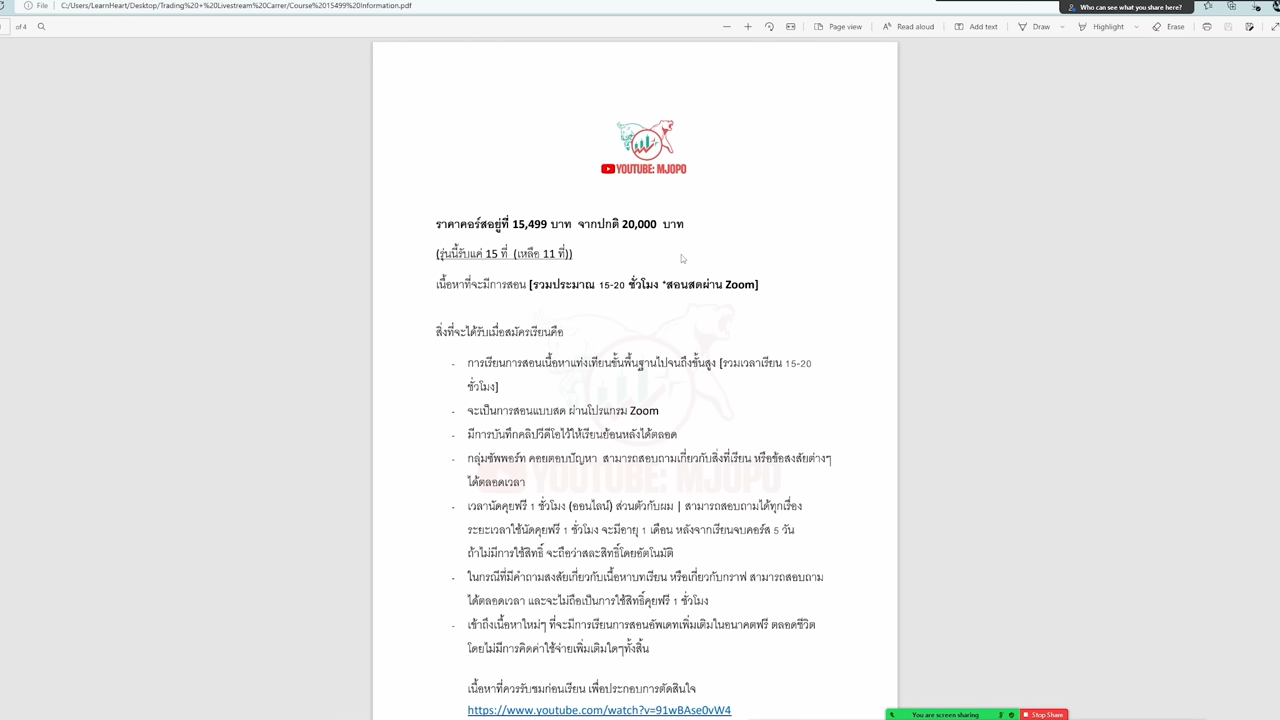 File C:/Users/LearnHeart/Desktop/Trading%20+%20Livestream%20Carrer/Course%2015499%20Information.pdf
Who can see what you share here?
of 4
Page view
Read aloud
Add text
Draw
Highlight
Erase
YOUTUBE: MJOPO
ราคาคอร์สอยู่ที่ 15,499 บาท จากปกติ 20,000 บาท
(รุ่นนี้รับแค่ 15 ที่ (เหลือ 11 ที่))
เนื้อหาที่จะมีการสอน [รวมประมาณ 15-20 ชั่วโมง *สอนสดผ่าน Zoom]
สิ่งที่จะได้รับเมื่อสมัครเรียนคือ
- การเรียนการสอนเนื้อหาแท่งเทียนขั้นพื้นฐานไปจนถึงขั้นสูง [รวมเวลาเรียน 15-20
ชั่วโมง]
- จะเป็นการสอนแบบสด ผ่านโปรแกรม Zoom
- มีการบันทึกคลิปวีดีโอไว้ให้เรียนย้อนหลังได้ตลอด
- กลุ่มซัพพอร์ท คอยตอบปัญหา สามารถสอบถามเกี่ยวกับสิ่งที่เรียน หรือข้อสงสัยต่างๆ
ได้ตลอดเวลา
YOUTUBE: MJOPO
- เวลานัดคุยฟรี 1 ชั่วโมง (ออนไลน์) ส่วนตัวกับผม | สามารถสอบถามได้ทุกเรื่อง
ระยะเวลาใช้นัดคุยฟรี 1 ชั่วโมง จะมีอายุ 1 เดือน หลังจากเรียนจบคอร์ส 5 วัน
ถ้าไม่มีการใช้สิทธิ์ จะถือว่าสละสิทธิ์โดยอัตโนมัติ
- ในกรณีที่มีคำถามสงสัยเกี่ยวกับเนื้อหาบทเรียน หรือเกี่ยวกับกราฟ สามารถสอบถาม
ได้ตลอดเวลา และจะไม่ถือเป็นการใช้สิทธิ์คุยฟรี 1 ชั่วโมง
- เข้าถึงเนื้อหาใหม่ๆ ที่จะมีการเรียนการสอนอัพเดทเพิ่มเติมในอนาคตฟรี ตลอดชีวิต
โดยไม่มีการคิดค่าใช้จ่ายเพิ่มเติมใดๆทั้งสิ้น
เนื้อหาที่ควรรับชมก่อนเรียน เพื่อประกอบการตัดสินใจ
https://www.youtube.com/watch?v=91wBAse0vW4
You are screen sharing
Stop Share